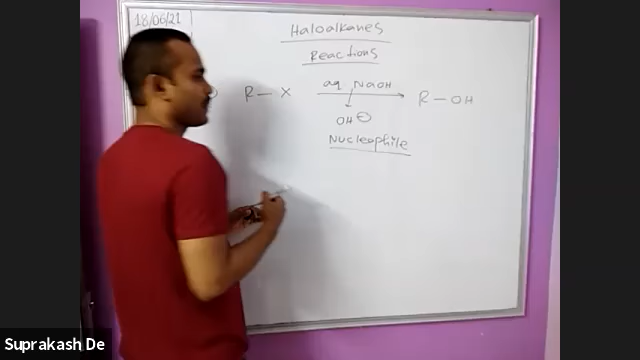 18/06/21
Haloalkanes
Reactions
R — X aq NaOH → R — OH
OH⊖
Nucleophile
Suprakash De